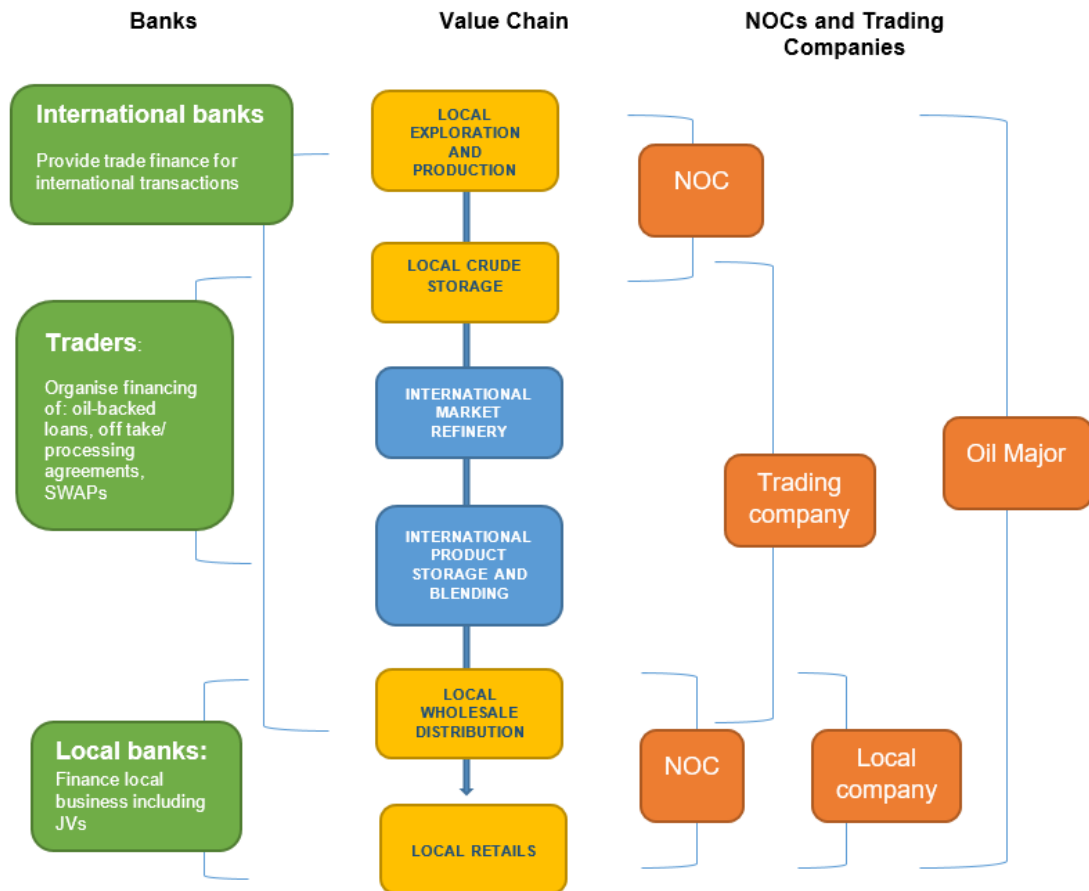 Banks
Value Chain
NOCs and Trading
Companies
International banks
Provide trade finance for
international transactions
Traders:
Organise financing
of: oil-backed
loans, off take/
processing
agreements,
SWAPs
Local banks:
Finance local
business including
JVs
LOCAL
EXPLORATION
AND
PRODUCTION
LOCAL CRUDE
STORAGE
INTERNATIONAL
MARKET
REFINERY
INTERNATIONAL
PRODUCT
STORAGE AND
BLENDING
LOCAL
WHOLESALE
DISTRIBUTION
LOCAL RETAILS
NOC
Trading
company
Oil Major
NOC
Local
company